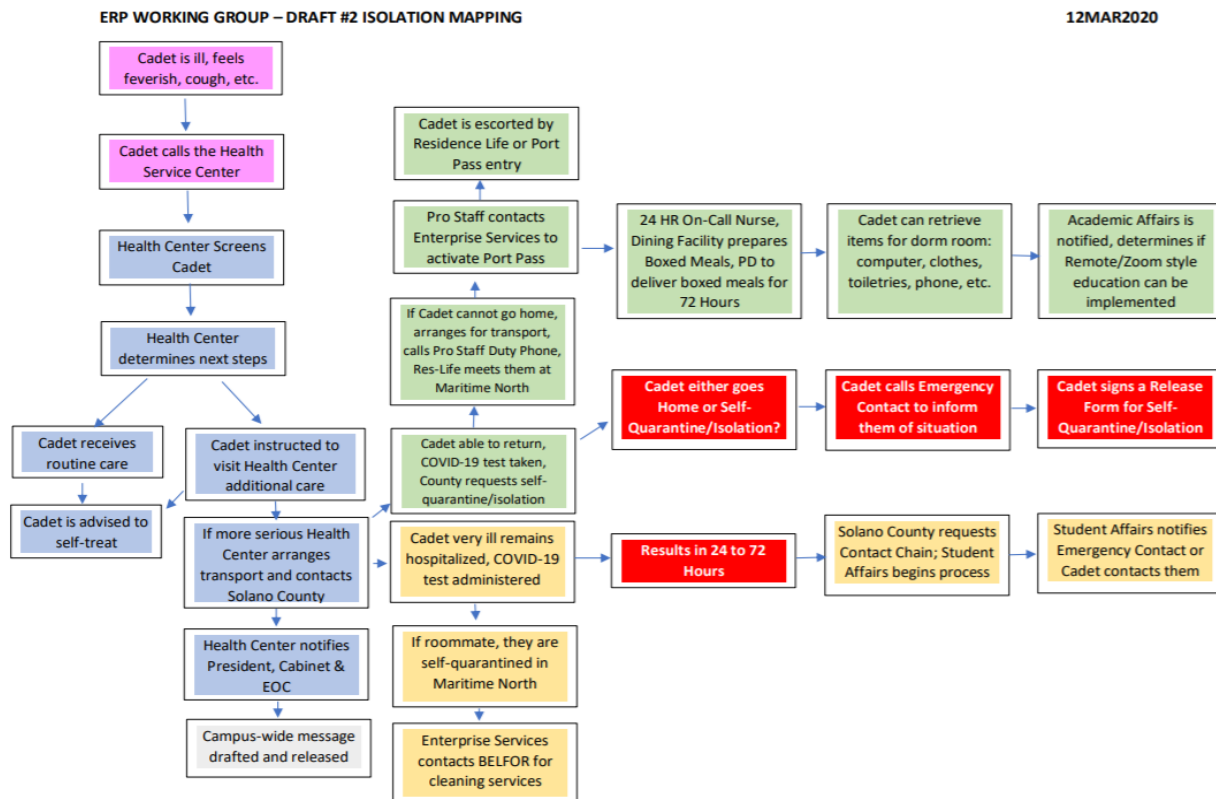 ERP WORKING GROUP – DRAFT #2 ISOLATION MAPPING
12MAR2020
Cadet is ill, feels
feverish, cough, etc.
Cadet calls the Health
Service Center
Health Center Screens
Cadet
Health Center
determines next steps
Cadet receives
routine care
Cadet is advised to
self-treat
Cadet instructed to
visit Health Center
additional care
If more serious Health
Center arranges
transport and contacts
Solano County
Health Center notifies
President, Cabinet &
EOC
Campus-wide message
drafted and released
Cadet is escorted by
Residence Life or Port
Pass entry
Pro Staff contacts
Enterprise Services to
activate Port Pass
If Cadet cannot go home,
arranges for transport,
calls Pro Staff Duty Phone,
Res-Life meets them at
Maritime North
Cadet able to return,
COVID-19 test taken,
County requests self-
quarantine/isolation
Cadet very ill remains
hospitalized, COVID-19
test administered
If roommate, they are
self-quarantined in
Maritime North
Enterprise Services
contacts BELFOR for
cleaning services
24 HR On-Call Nurse,
Dining Facility prepares
Boxed Meals, PD to
deliver boxed meals for
72 Hours
Cadet can retrieve
items for dorm room:
computer, clothes,
toiletries, phone, etc.
Academic Affairs is
notified, determines if
Remote/Zoom style
education can be
implemented
Cadet either goes
Home or Self-
Quarantine/Isolation?
Cadet calls Emergency
Contact to inform
them of situation
Cadet signs a Release
Form for Self-
Quarantine/Isolation
Results in 24 to 72
Hours
Solano County requests
Contact Chain; Student
Affairs begins process
Student Affairs notifies
Emergency Contact or
Cadet contacts them